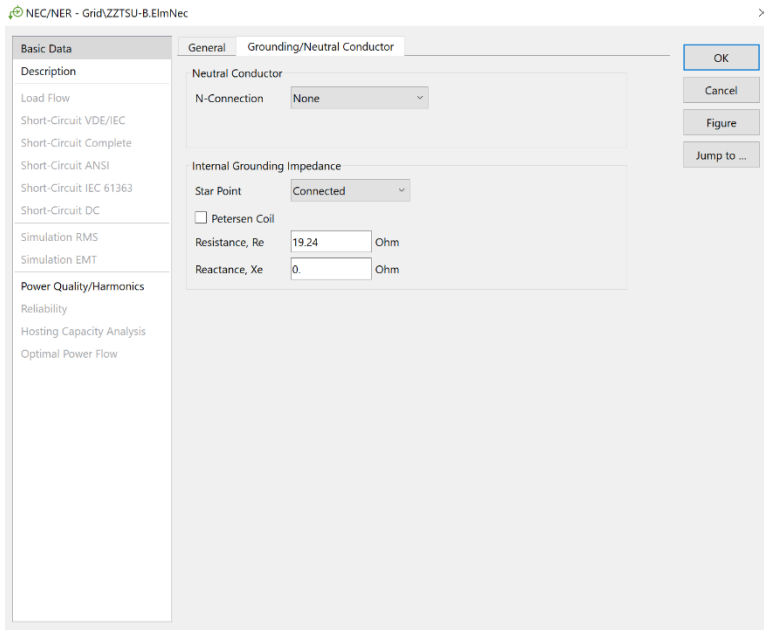 NEC/NER - Grid\ZZTSU-B.ElmNec
Basic Data
Description
Load Flow
Short-Circuit VDE/IEC
Short-Circuit Complete
Short-Circuit ANSI
Short-Circuit IEC 61363
Short-Circuit DC
Simulation RMS
Simulation EMT
Power Quality/Harmonics
Reliability
Hosting Capacity Analysis
Optimal Power Flow
General Grounding/Neutral Conductor
Neutral Conductor
N-Connection None
Internal Grounding Impedance
Star Point Connected
Petersen Coil
Resistance, Re 19.24 Ohm
Reactance, Xe 0. Ohm
OK
Cancel
Figure
Jump to ...